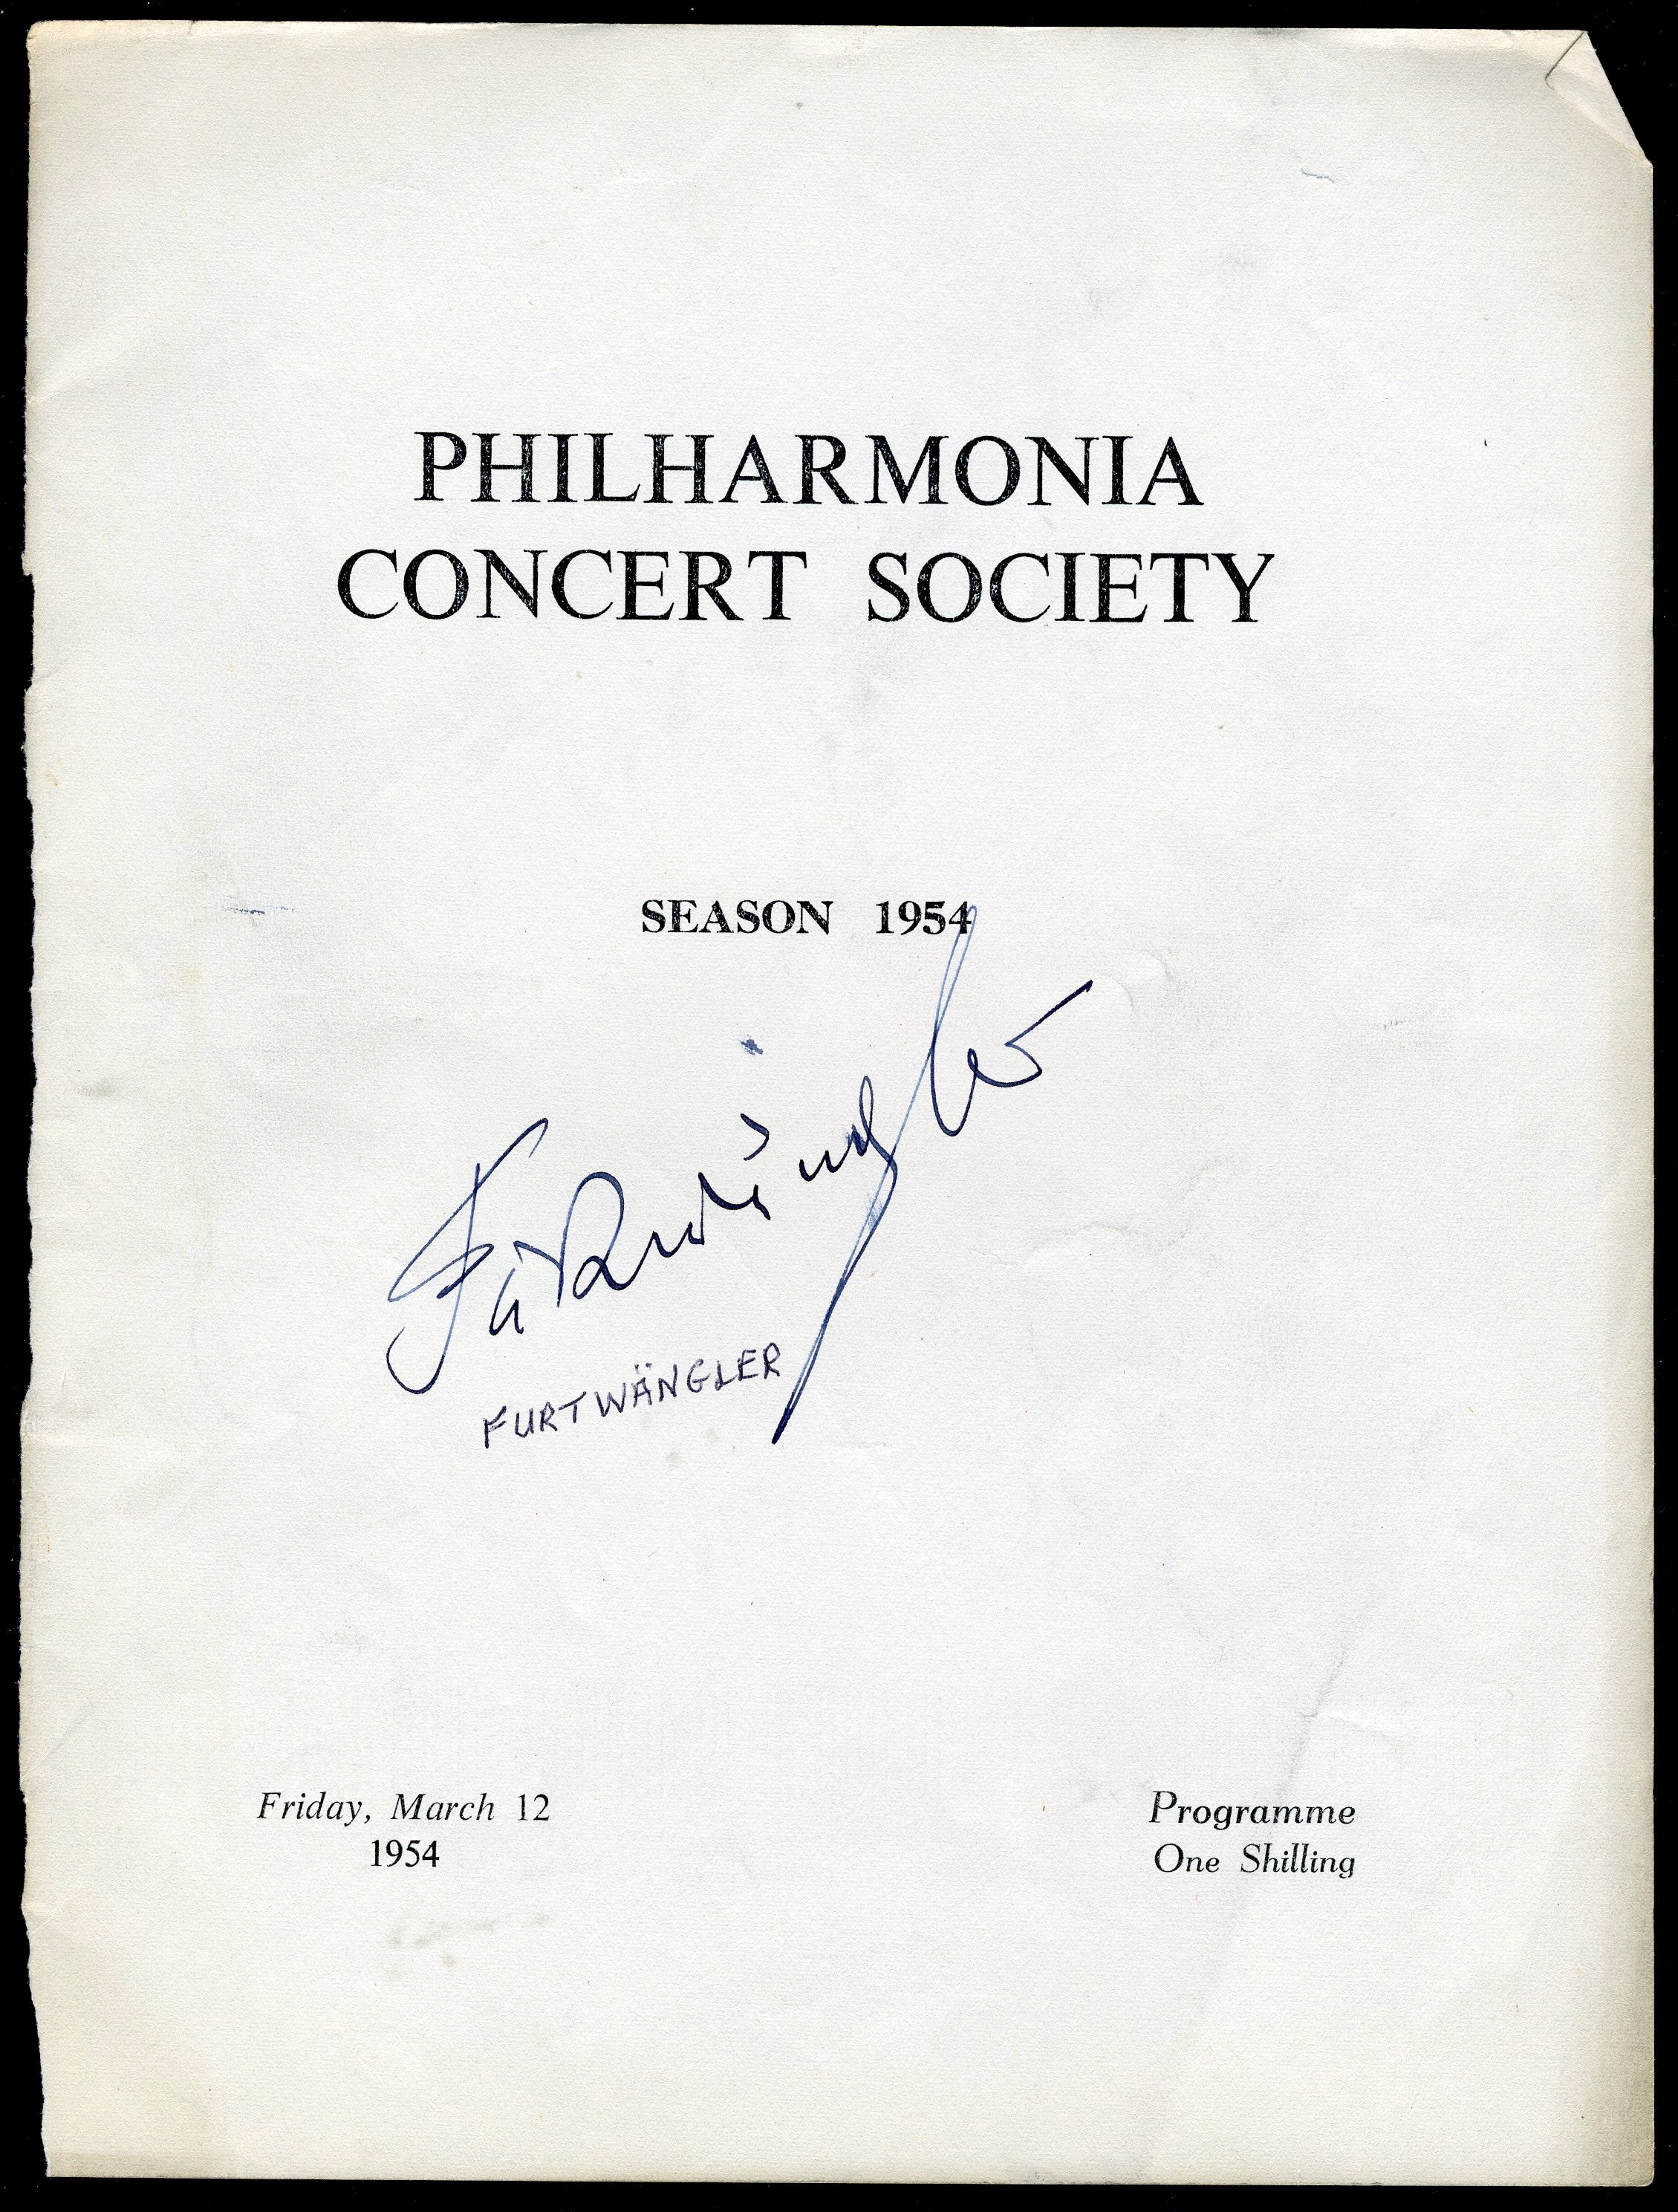 PHILHARMONIA
CONCERT SOCIETY
SEASON 1954
Furtwängler
FURTWÄNGLER
Friday, March 12
1954
Programme
One Shilling